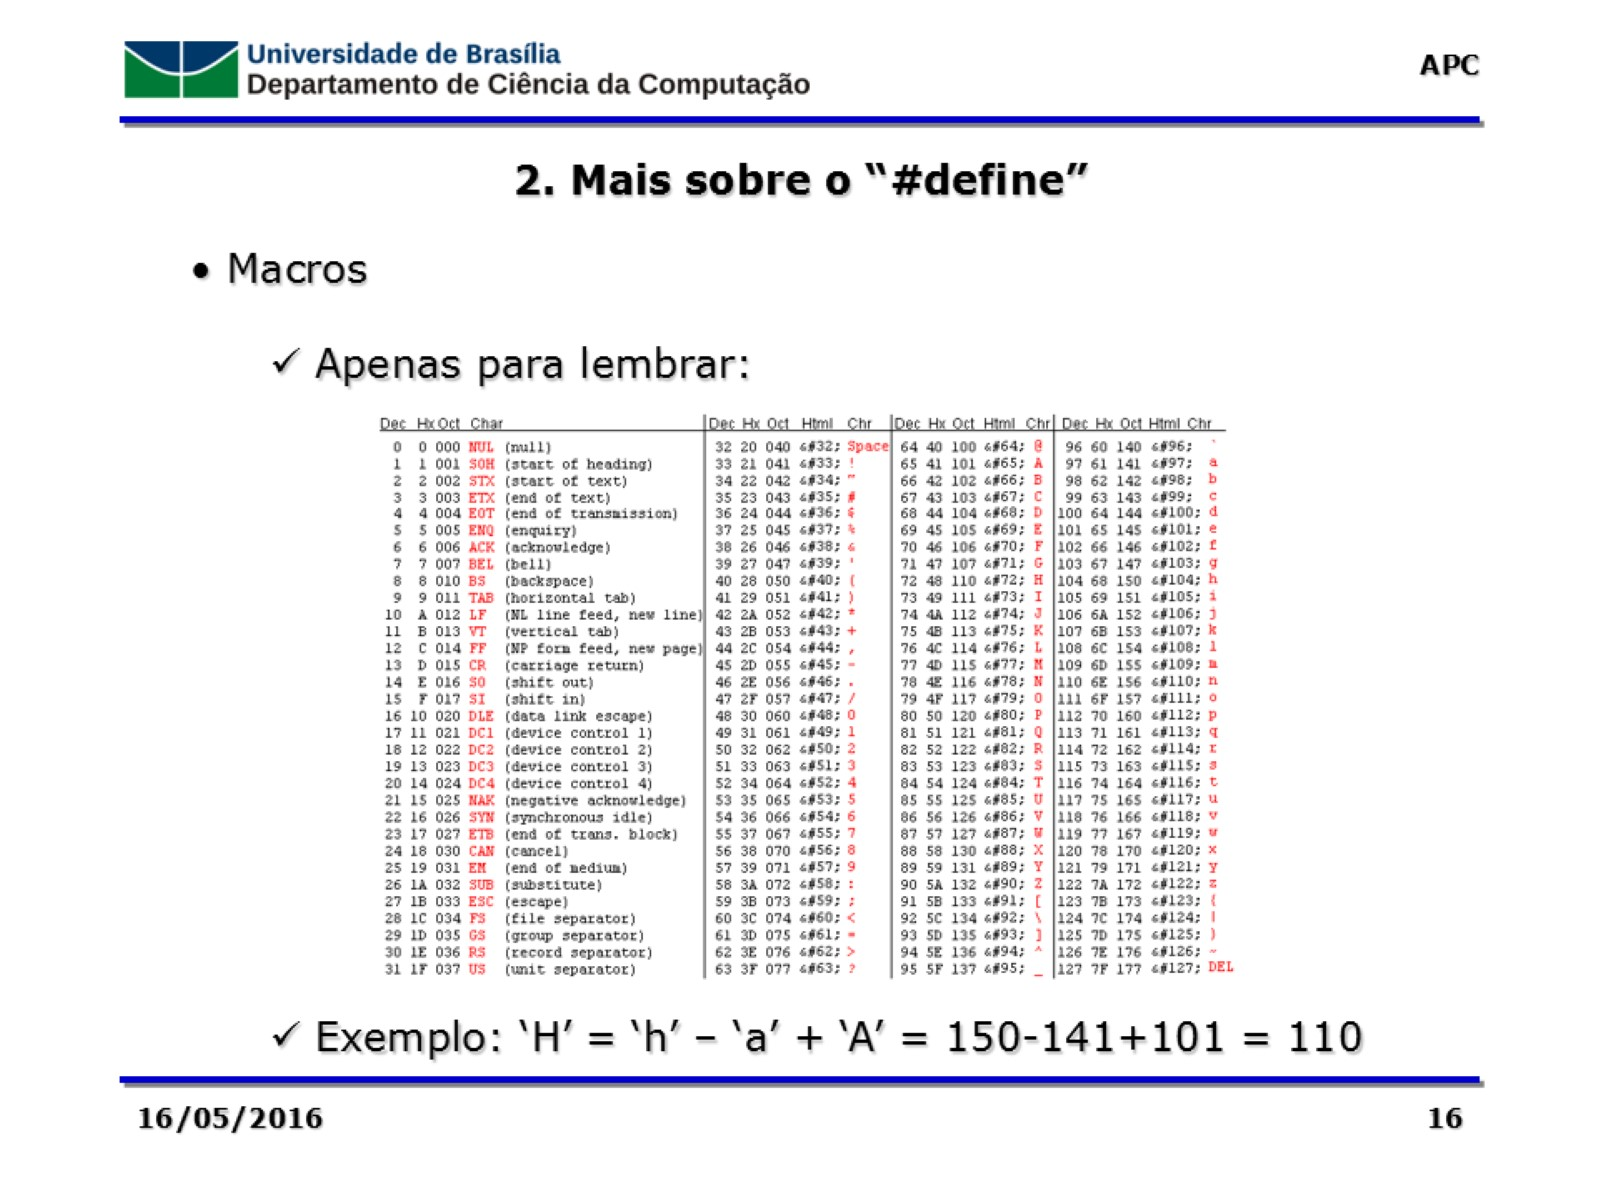 Universidade de Brasília
Departamento de Ciência da Computação
APC
2. Mais sobre o “#define”
• Macros
✓ Apenas para lembrar:
Dec Hx Oct Char Dec Hx Oct Html Chr Dec Hx Oct Html Chr Dec Hx Oct Html Chr
0 0 000 NUL (null) 32 20 040 &#32; Space 64 40 100 &#64; @ 96 60 140 &#96; `
1 1 001 SOH (start of heading) 33 21 041 &#33; ! 65 41 101 &#65; A 97 61 141 &#97; a
2 2 002 STX (start of text) 34 22 042 &#34; " 66 42 102 &#66; B 98 62 142 &#98; b
3 3 003 ETX (end of text) 35 23 043 &#35; # 67 43 103 &#67; C 99 63 143 &#99; c
4 4 004 EOT (end of transmission) 36 24 044 &#36; $ 68 44 104 &#68; D 100 64 144 &#100; d
5 5 005 ENQ (enquiry) 37 25 045 &#37; % 69 45 105 &#69; E 101 65 145 &#101; e
6 6 006 ACK (acknowledge) 38 26 046 &#38; & 70 46 106 &#70; F 102 66 146 &#102; f
7 7 007 BEL (bell) 39 27 047 &#39; ' 71 47 107 &#71; G 103 67 147 &#103; g
8 8 010 BS (backspace) 40 28 050 &#40; ( 72 48 110 &#72; H 104 68 150 &#104; h
9 9 011 TAB (horizontal tab) 41 29 051 &#41; ) 73 49 111 &#73; I 105 69 151 &#105; i
10 A 012 LF (NL line feed, new line) 42 2A 052 &#42; * 74 4A 112 &#74; J 106 6A 152 &#106; j
11 B 013 VT (vertical tab) 43 2B 053 &#43; + 75 4B 113 &#75; K 107 6B 153 &#107; k
12 C 014 FF (NP form feed, new page) 44 2C 054 &#44; , 76 4C 114 &#76; L 108 6C 154 &#108; l
13 D 015 CR (carriage return) 45 2D 055 &#45; - 77 4D 115 &#77; M 109 6D 155 &#109; m
14 E 016 SO (shift out) 46 2E 056 &#46; . 78 4E 116 &#78; N 110 6E 156 &#110; n
15 F 017 SI (shift in) 47 2F 057 &#47; / 79 4F 117 &#79; O 111 6F 157 &#111; o
16 10 020 DLE (data link escape) 48 30 060 &#48; 0 80 50 120 &#80; P 112 70 160 &#112; p
17 11 021 DC1 (device control 1) 49 31 061 &#49; 1 81 51 121 &#81; Q 113 71 161 &#113; q
18 12 022 DC2 (device control 2) 50 32 062 &#50; 2 82 52 122 &#82; R 114 72 162 &#114; r
19 13 023 DC3 (device control 3) 51 33 063 &#51; 3 83 53 123 &#83; S 115 73 163 &#115; s
20 14 024 DC4 (device control 4) 52 34 064 &#52; 4 84 54 124 &#84; T 116 74 164 &#116; t
21 15 025 NAK (negative acknowledge) 53 35 065 &#53; 5 85 55 125 &#85; U 117 75 165 &#117; u
22 16 026 SYN (synchronous idle) 54 36 066 &#54; 6 86 56 126 &#86; V 118 76 166 &#118; v
23 17 027 ETB (end of trans. block) 55 37 067 &#55; 7 87 57 127 &#87; W 119 77 167 &#119; w
24 18 030 CAN (cancel) 56 38 070 &#56; 8 88 58 130 &#88; X 120 78 170 &#120; x
25 19 031 EM (end of medium) 57 39 071 &#57; 9 89 59 131 &#89; Y 121 79 171 &#121; y
26 1A 032 SUB (substitute) 58 3A 072 &#58; : 90 5A 132 &#90; Z 122 7A 172 &#122; z
27 1B 033 ESC (escape) 59 3B 073 &#59; ; 91 5B 133 &#91; [ 123 7B 173 &#123; {
28 1C 034 FS (file separator) 60 3C 074 &#60; < 92 5C 134 &#92; \ 124 7C 174 &#124; |
29 1D 035 GS (group separator) 61 3D 075 &#61; = 93 5D 135 &#93; ] 125 7D 175 &#125; }
30 1E 036 RS (record separator) 62 3E 076 &#62; > 94 5E 136 &#94; ^ 126 7E 176 &#126; ~
31 1F 037 US (unit separator) 63 3F 077 &#63; ? 95 5F 137 &#95; _ 127 7F 177 &#127; DEL
✓ Exemplo: ‘H’ = ‘h’ – ‘a’ + ‘A’ = 150-141+101 = 110
16/05/2016
16